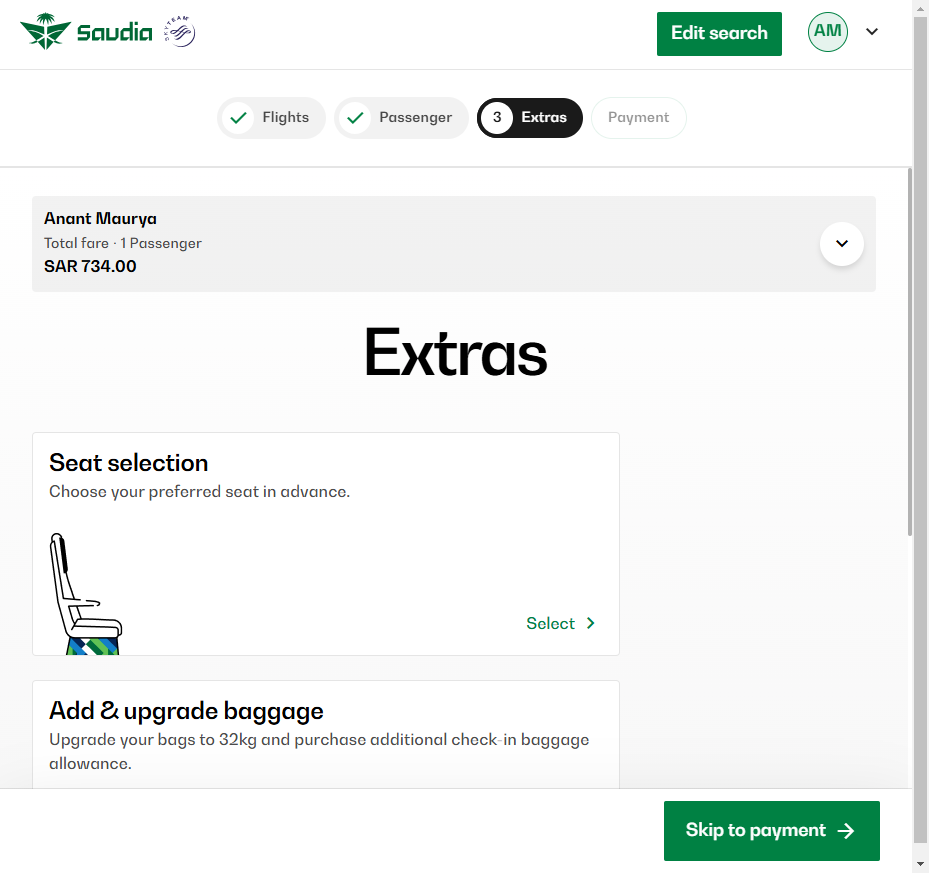 Saudia
SKYTEAM
Edit search
AM
Flights
Passenger
3
Extras
Payment
Anant Maurya
Total fare · 1 Passenger
SAR 734.00
Extras
Seat selection
Choose your preferred seat in advance.
Select
Add & upgrade baggage
Upgrade your bags to 32kg and purchase additional check-in baggage
allowance.
Skip to payment